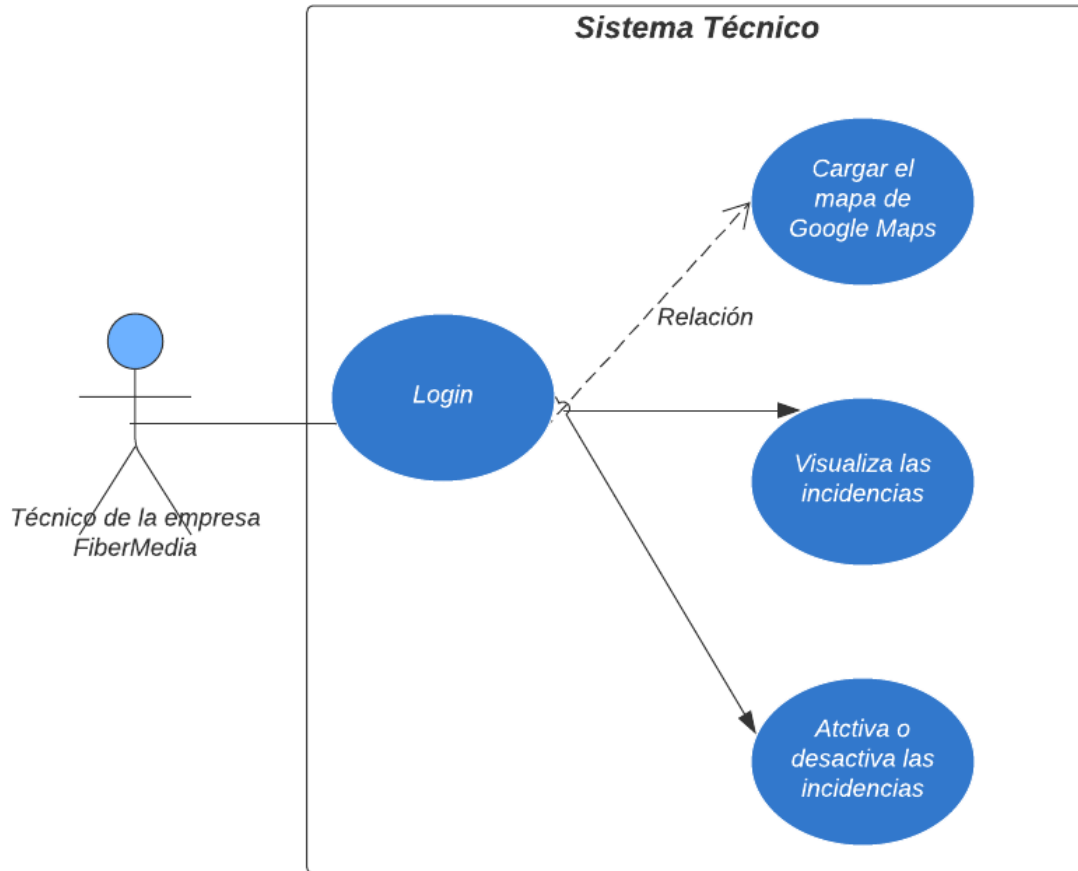 Sistema Técnico
Cargar el
mapa de
Google Maps
Relación
Login
Visualiza las
incidencias
Técnico de la empresa
FiberMedia
Atctiva o
desactiva las
incidencias